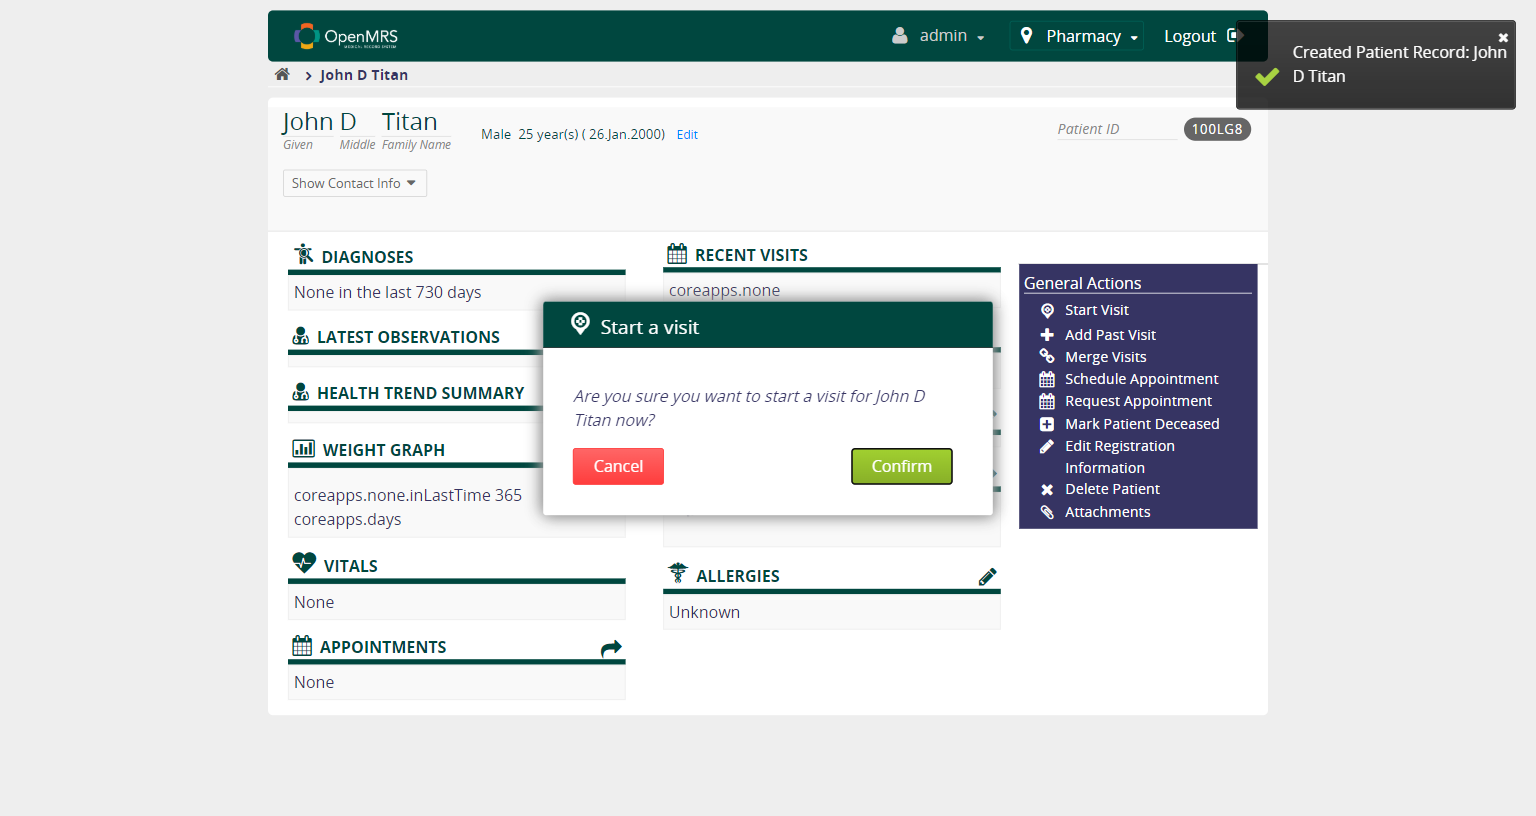 OpenMRS
MEDICAL RECORD SYSTEM
admin
Pharmacy
Logout
Created Patient Record: John
D Titan
John D Titan
John D Titan
Given Middle Family Name
Male 25 year(s) ( 26.Jan.2000) Edit
Patient ID 100LG8
Show Contact Info
DIAGNOSES
None in the last 730 days
LATEST OBSERVATIONS
HEALTH TREND SUMMARY
WEIGHT GRAPH
coreapps.none.inLastTime 365
coreapps.days
VITALS
None
APPOINTMENTS
None
RECENT VISITS
coreapps.none
Start a visit
Are you sure you want to start a visit for John D
Titan now?
Cancel
Confirm
ALLERGIES
Unknown
General Actions
Start Visit
Add Past Visit
Merge Visits
Schedule Appointment
Request Appointment
Mark Patient Deceased
Edit Registration
Information
Delete Patient
Attachments